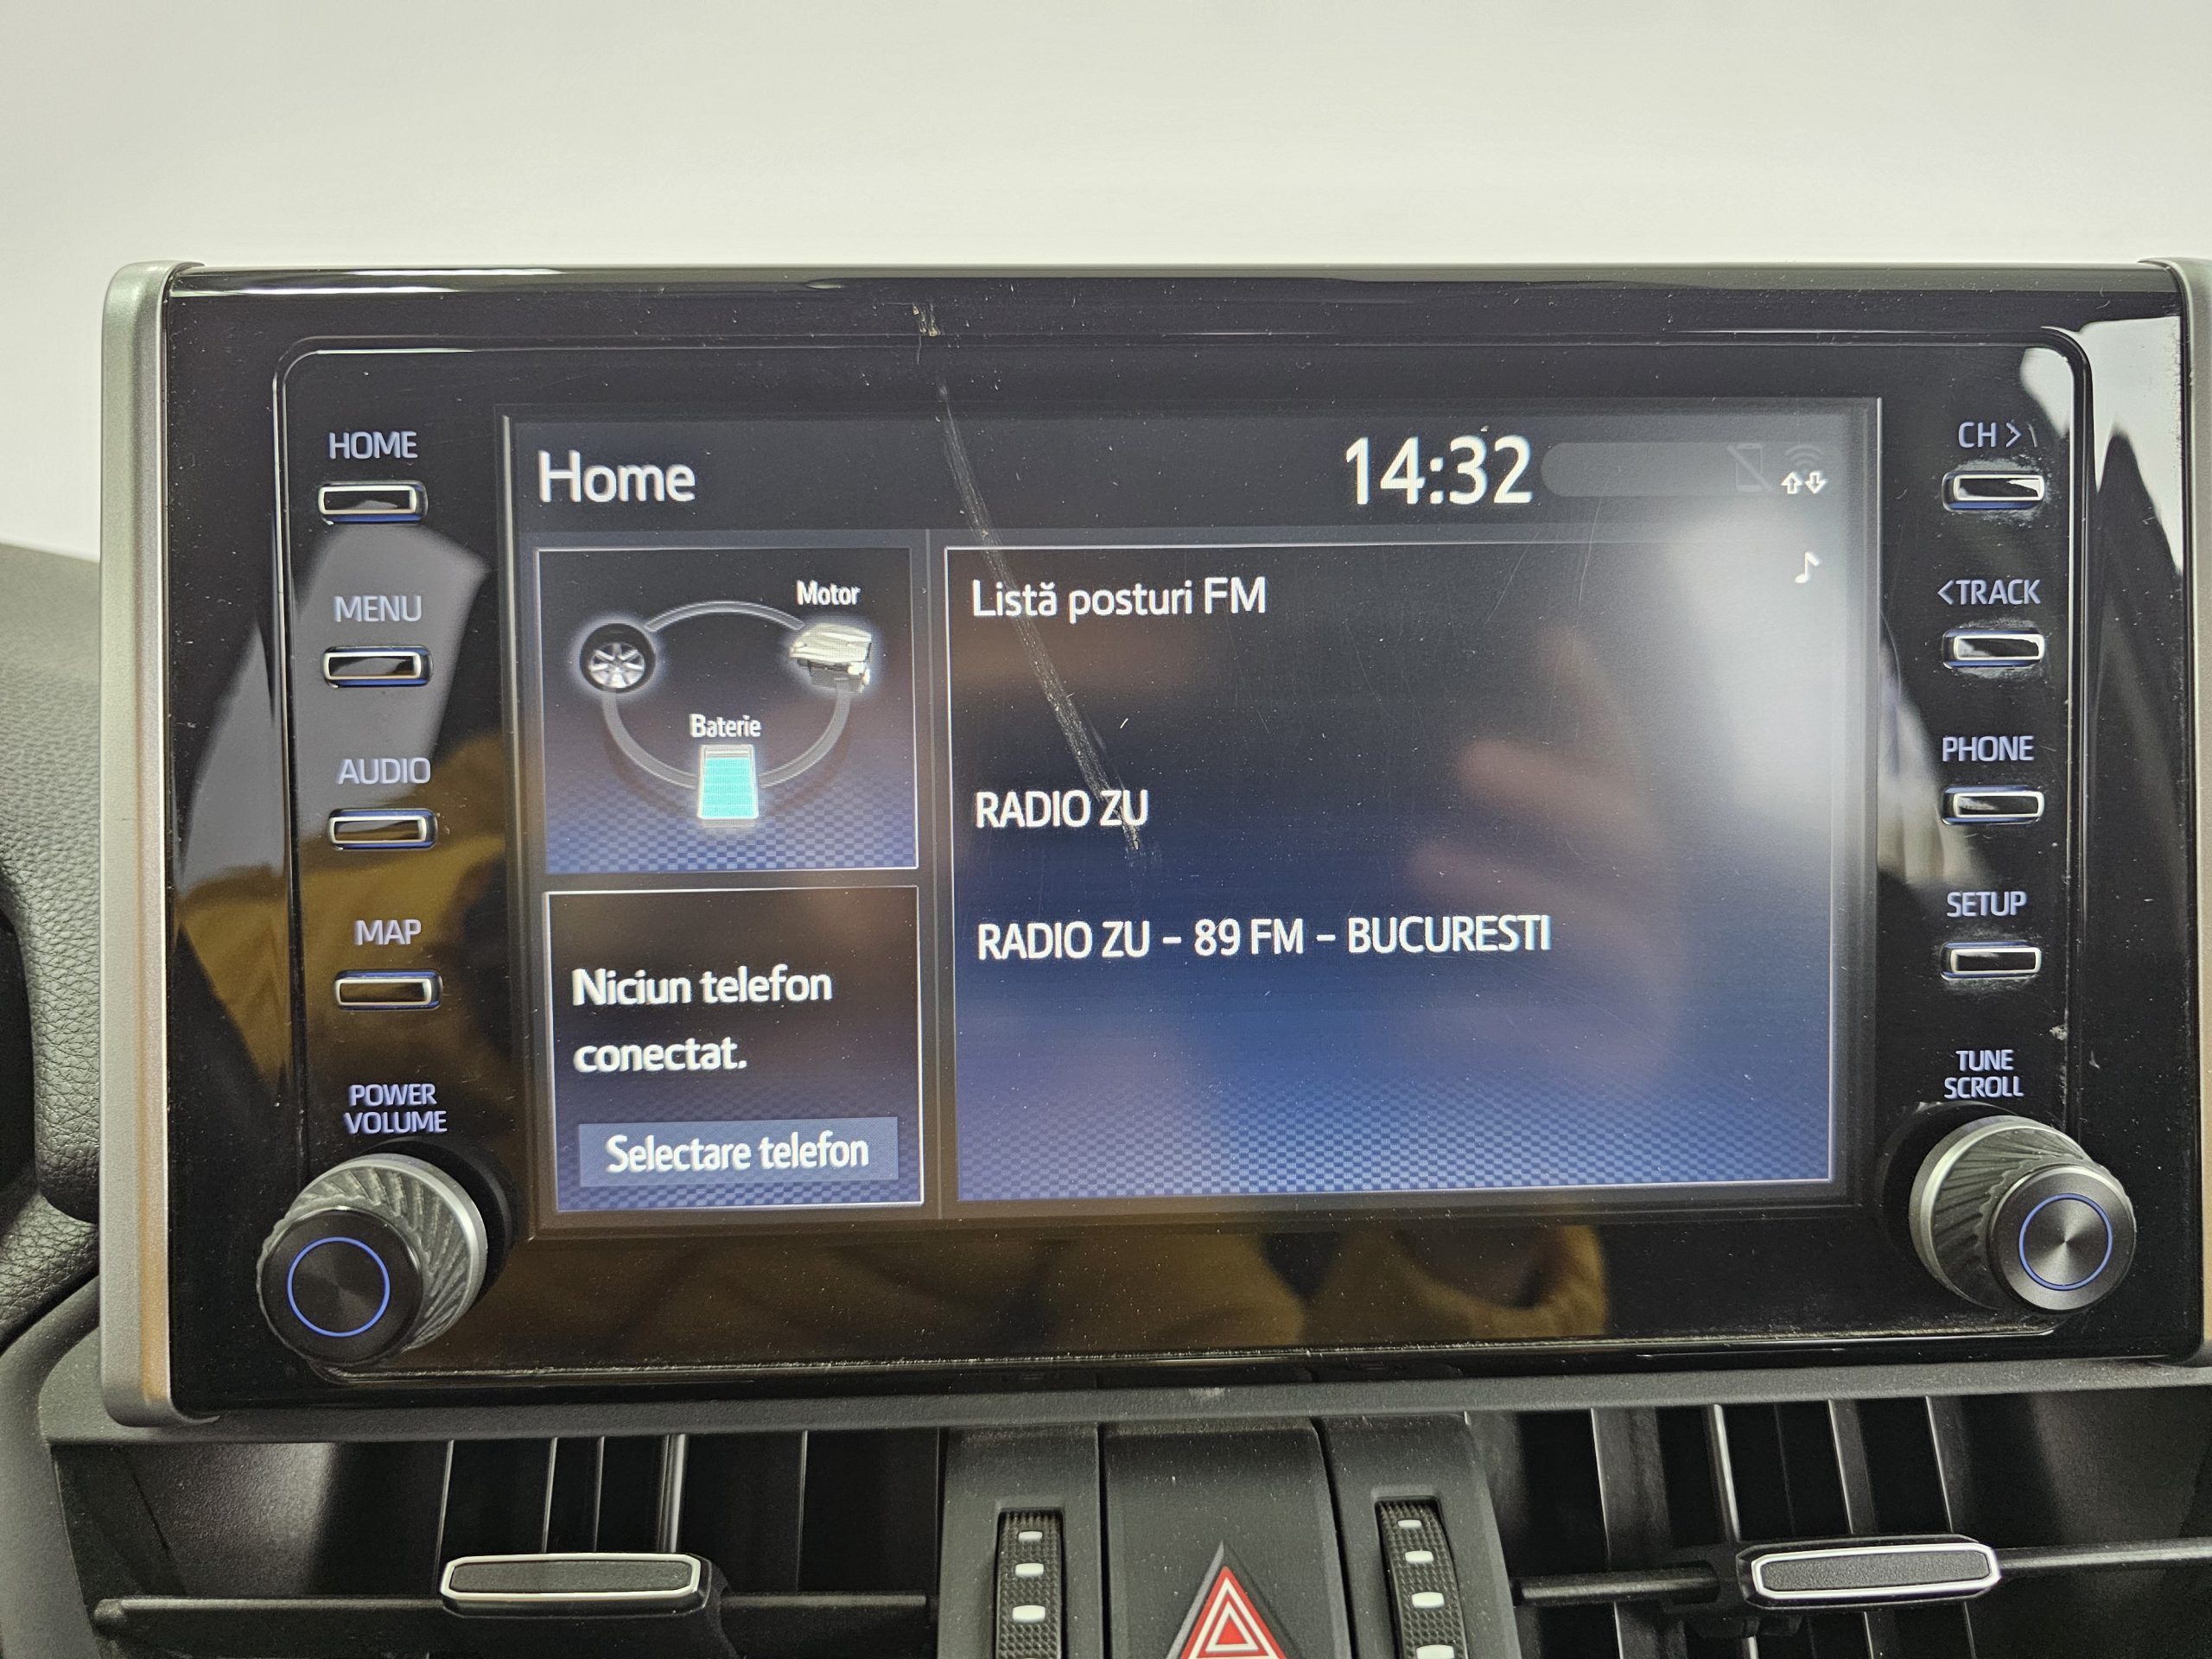 HOME
MENU
AUDIO
MAP
POWER
VOLUME
Home
14:32
Motor
Baterie
Niciun telefon
conectat.
Selectare telefon
Listă posturi FM
RADIO ZU
RADIO ZU - 89 FM - BUCURESTI
CH >
<TRACK
PHONE
SETUP
TUNE
SCROLL